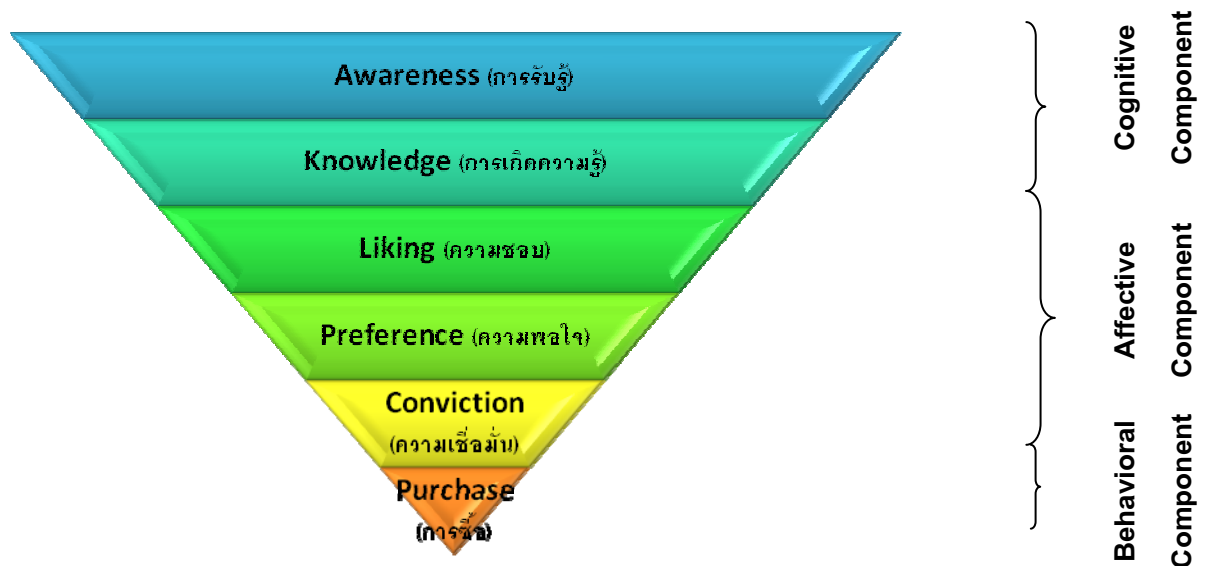 Awareness (การรับรู้)
Knowledge (การเกิดความรู้)
Liking (ความชอบ)
Preference (ความพอใจ)
Conviction
(ความเชื่อมั่น)
Purchase
(การซื้อ)
Cognitive
Component
Affective
Component
Behavioral
Component